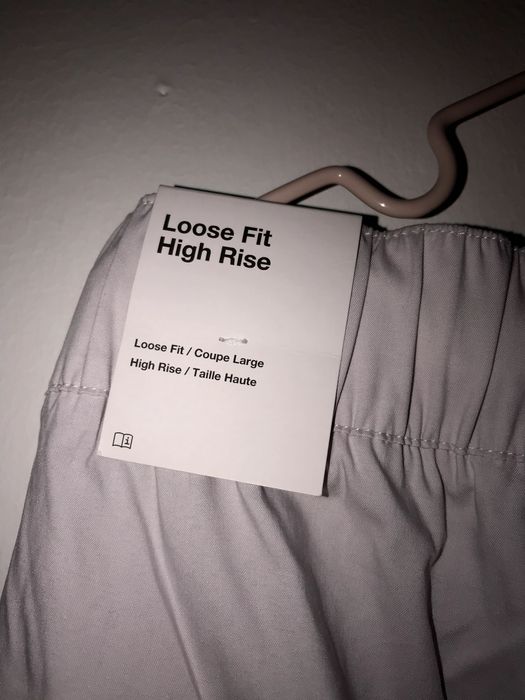 Loose Fit
High Rise
Loose Fit / Coupe Large
High Rise / Taille Haute
i